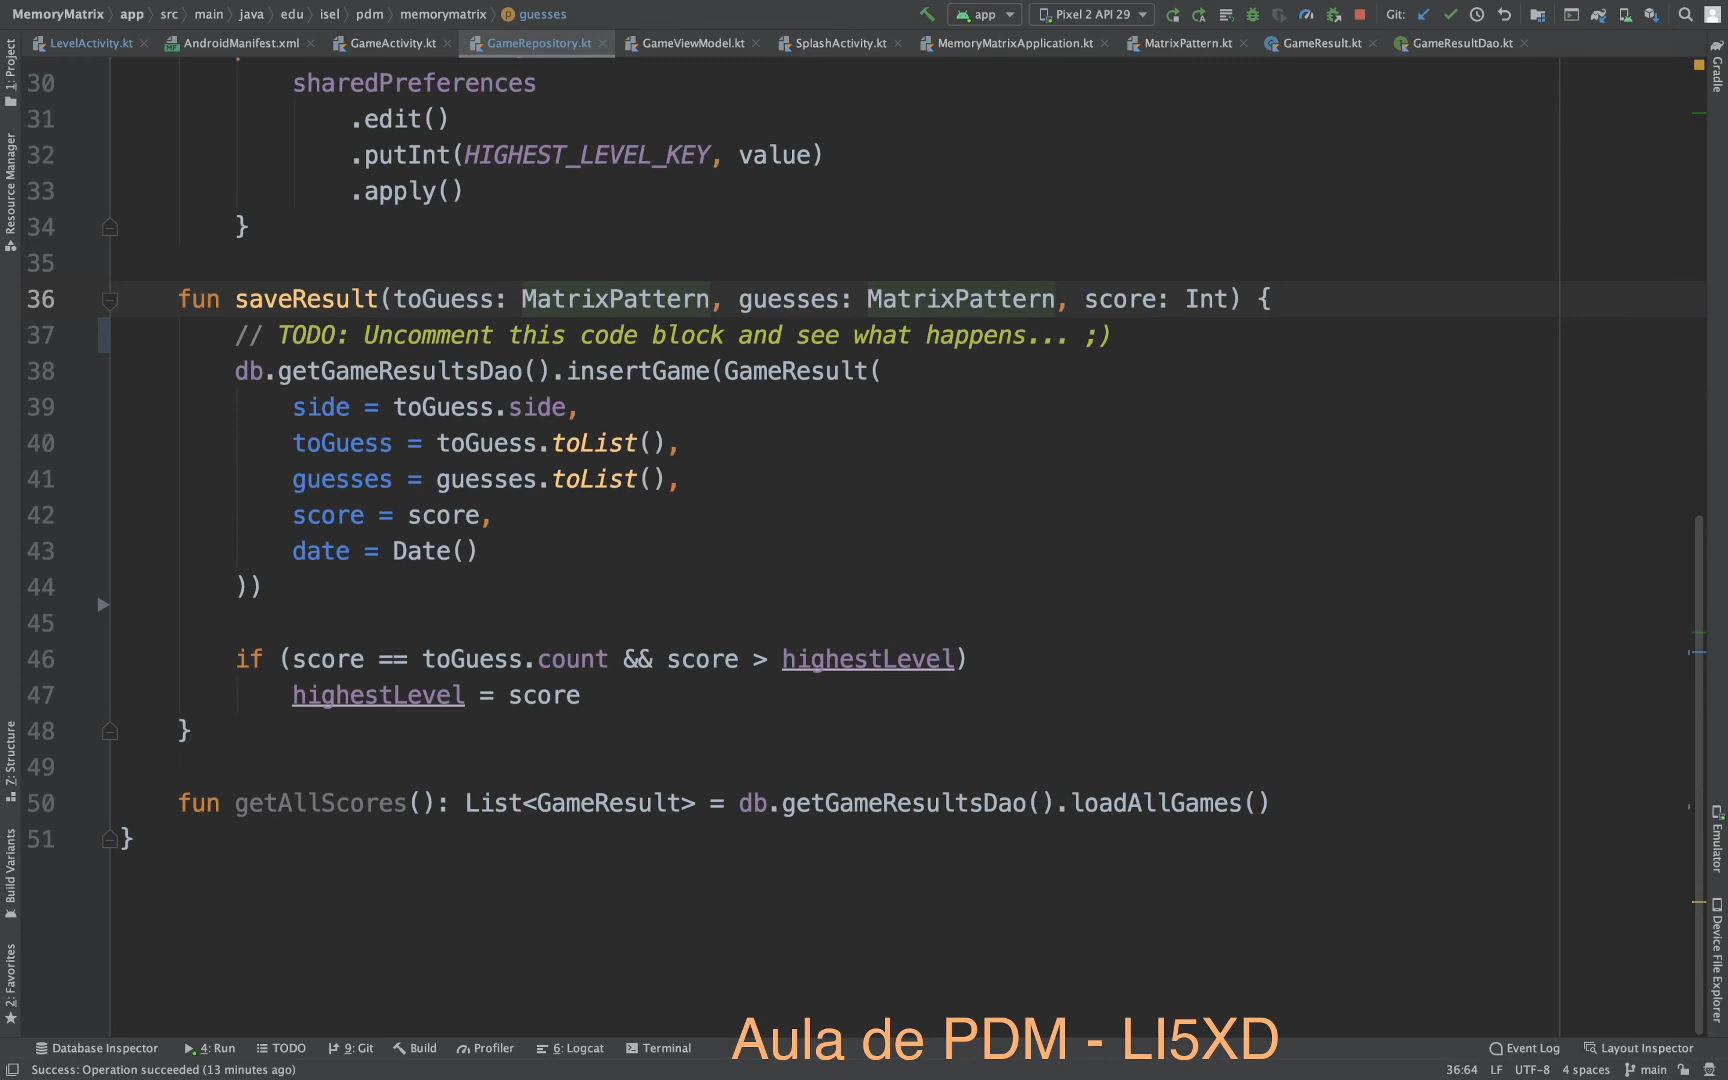 MemoryMatrix app src main java edu isel pdm memorymatrix guesses
app Pixel 2 API 29 Git:
LevelActivity.kt AndroidManifest.xml GameActivity.kt GameRepository.kt GameViewModel.kt SplashActivity.kt MemoryMatrixApplication.kt MatrixPattern.kt GameResult.kt GameResultDao.kt
1: Project
Resource Manager
Z: Structure
Build Variants
2: Favorites
30 sharedPreferences
31 .edit()
32 .putInt(HIGHEST_LEVEL_KEY, value)
33 .apply()
34 }
35
36 fun saveResult(toGuess: MatrixPattern, guesses: MatrixPattern, score: Int) {
37 // TODO: Uncomment this code block and see what happens... ;)
38 db.getGameResultsDao().insertGame(GameResult(
39 side = toGuess.side,
40 toGuess = toGuess.toList(),
41 guesses = guesses.toList(),
42 score = score,
43 date = Date()
44 ))
45
46 if (score == toGuess.count && score > highestLevel)
47 highestLevel = score
48 }
49
50 fun getAllScores(): List<GameResult> = db.getGameResultsDao().loadAllGames()
51 }
Gradle
Emulator
Device File Explorer
Aula de PDM - LI5XD
Database Inspector 4: Run TODO 9: Git Build Profiler 6: Logcat Terminal Event Log Layout Inspector
Success: Operation succeeded (13 minutes ago) 36:64 LF UTF-8 4 spaces main